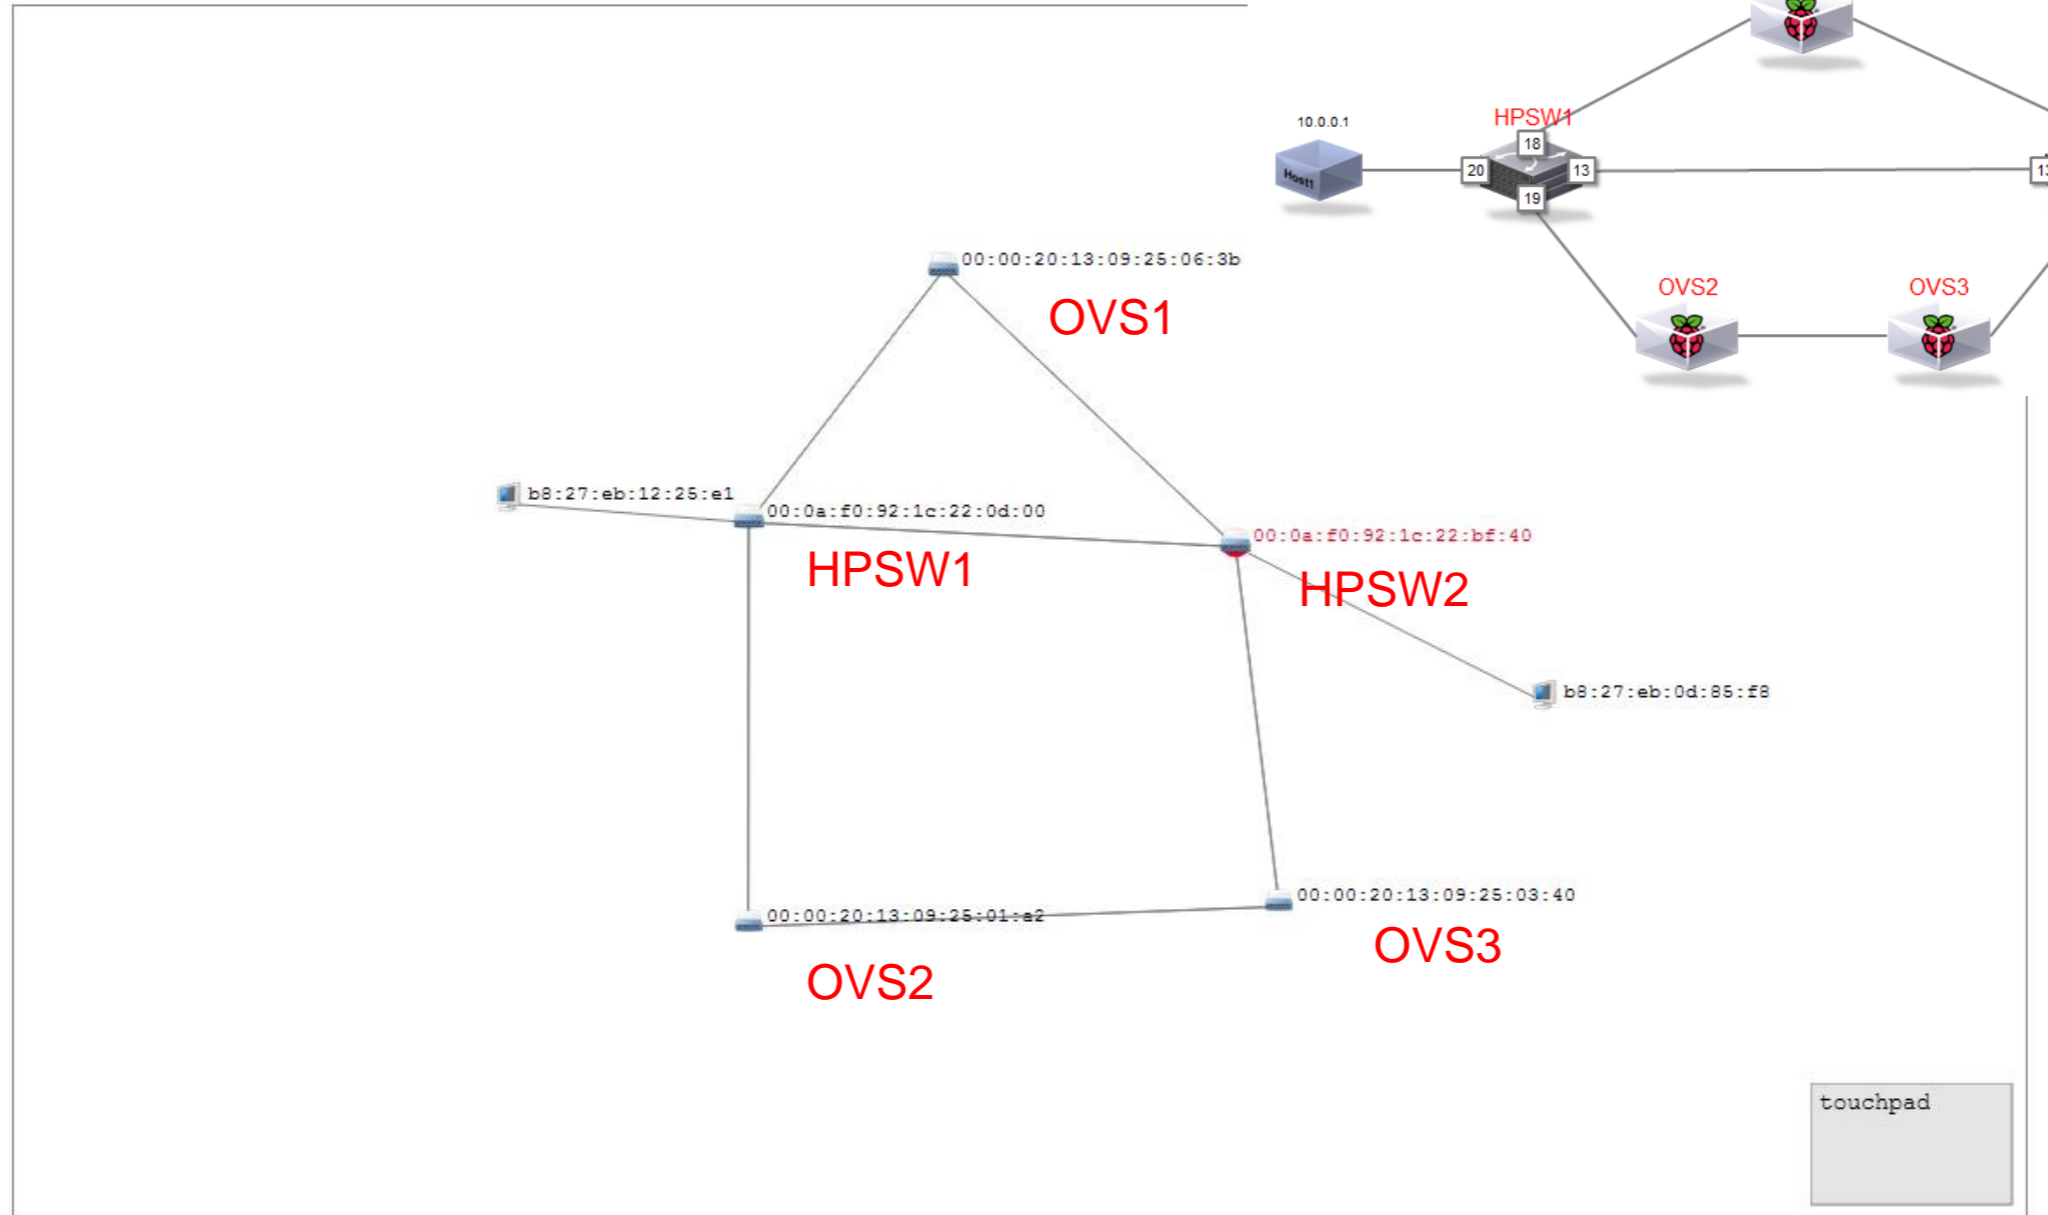 HPSW1
10.0.0.1
18
20
13
Host1
19
00:00:20:13:09:25:06:3b
OVS1
OVS2
OVS3
b8:27:eb:12:25:e1
00:0a:f0:92:1c:22:0d:00
00:0a:f0:92:1c:22:bf:40
HPSW1
HPSW2
b8:27:eb:0d:85:f8
00:00:20:13:09:25:03:40
00:00:20:13:09:25:01:a2
OVS3
OVS2
touchpad